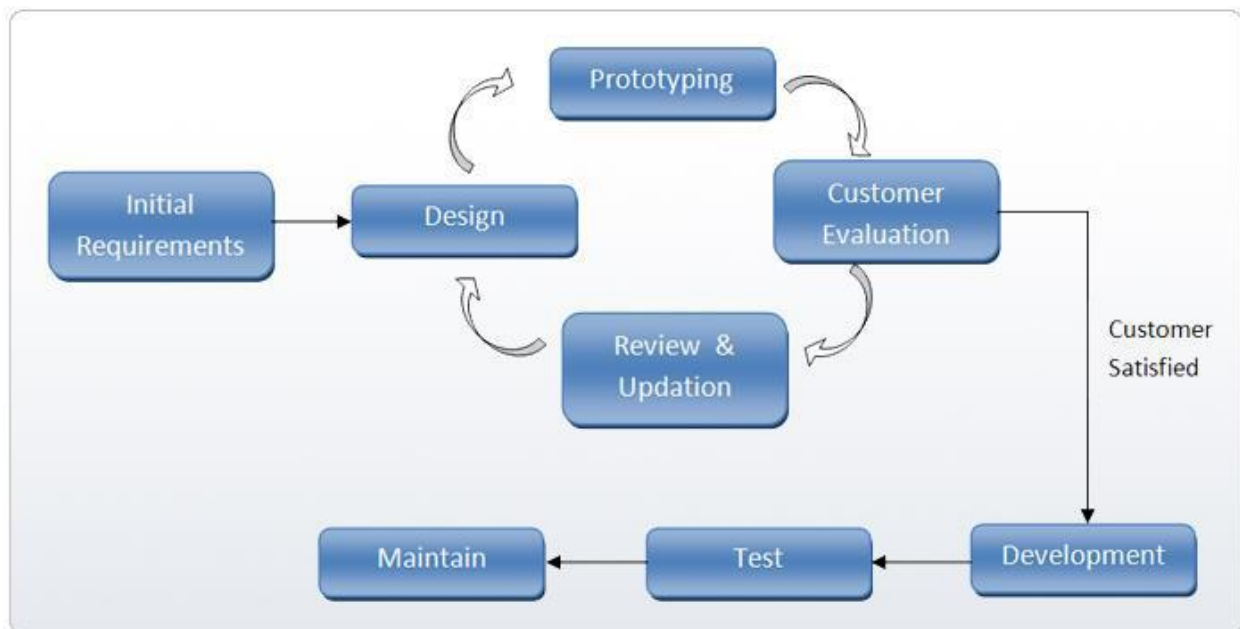 Prototyping
Initial
Requirements
Design
Customer
Evaluation
Review & 
Updation
Customer
Satisfied
Maintain
Test
Development